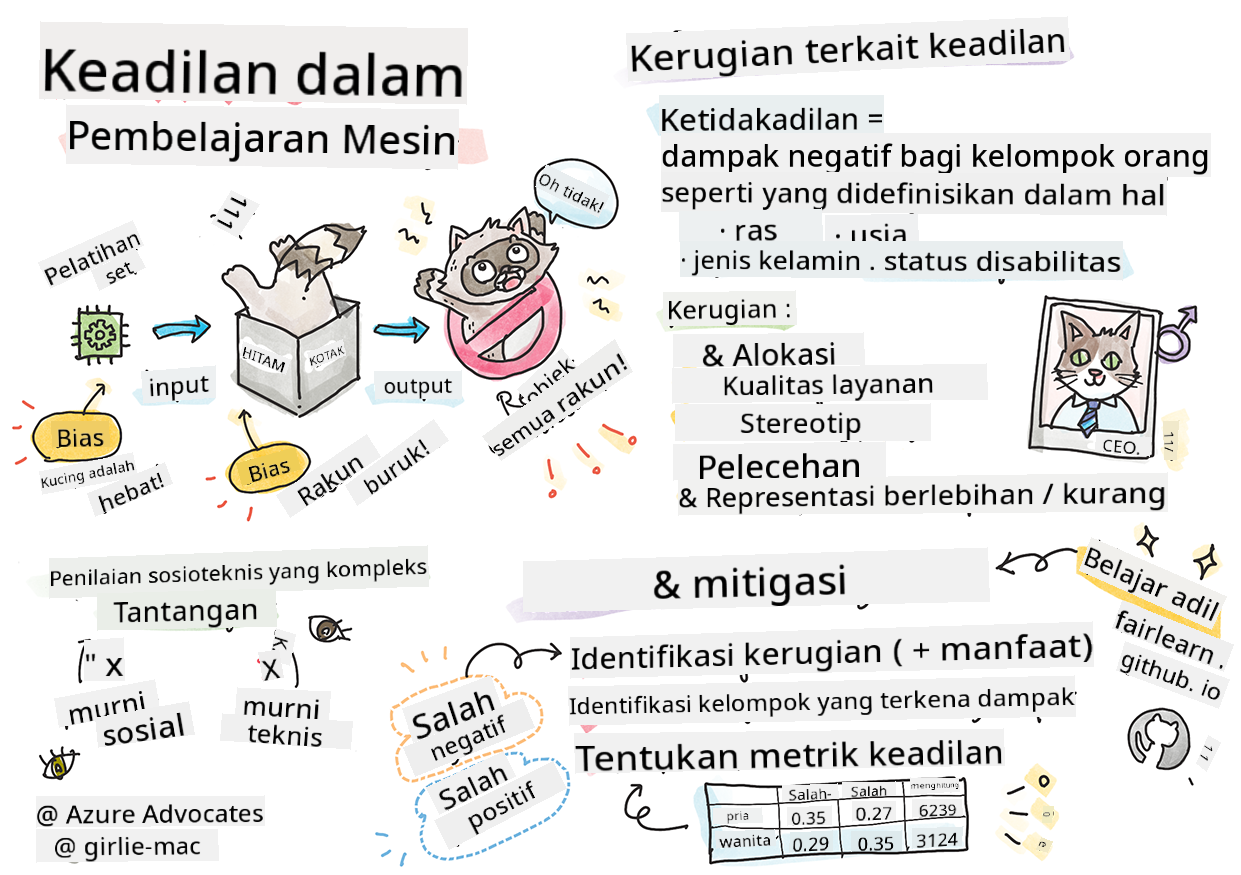 Keadilan dalam
Pembelajaran Mesin
Pelatihan
set
input
HITAM
KOTAK
output
Oh tidak!
semua rakun!
Bias
Kucing adalah
hebat!
Bias
Rakun
buruk!
Kerugian terkait keadilan
Ketidakadilan =
dampak negatif bagi kelompok orang
seperti yang didefinisikan dalam hal
· ras · usia
· jenis kelamin . status disabilitas
Kerugian :
& Alokasi
Kualitas layanan
Stereotip
Pelecehan
& Representasi berlebihan / kurang
CEO.
Penilaian sosioteknis yang kompleks
Tantangan
" x
murni
sosial
X
murni
teknis
@ Azure Advocates
@ girlie-mac
& mitigasi
Belajar adil
fairlearn .
github. io
Identifikasi kerugian ( + manfaat)
Identifikasi kelompok yang terkena dampak
Tentukan metrik keadilan
Salah
negatif
Salah
positif
Salah- Salah menghitung
pria 0.35 0.27 6239
wanita 0.29 0.35 3124